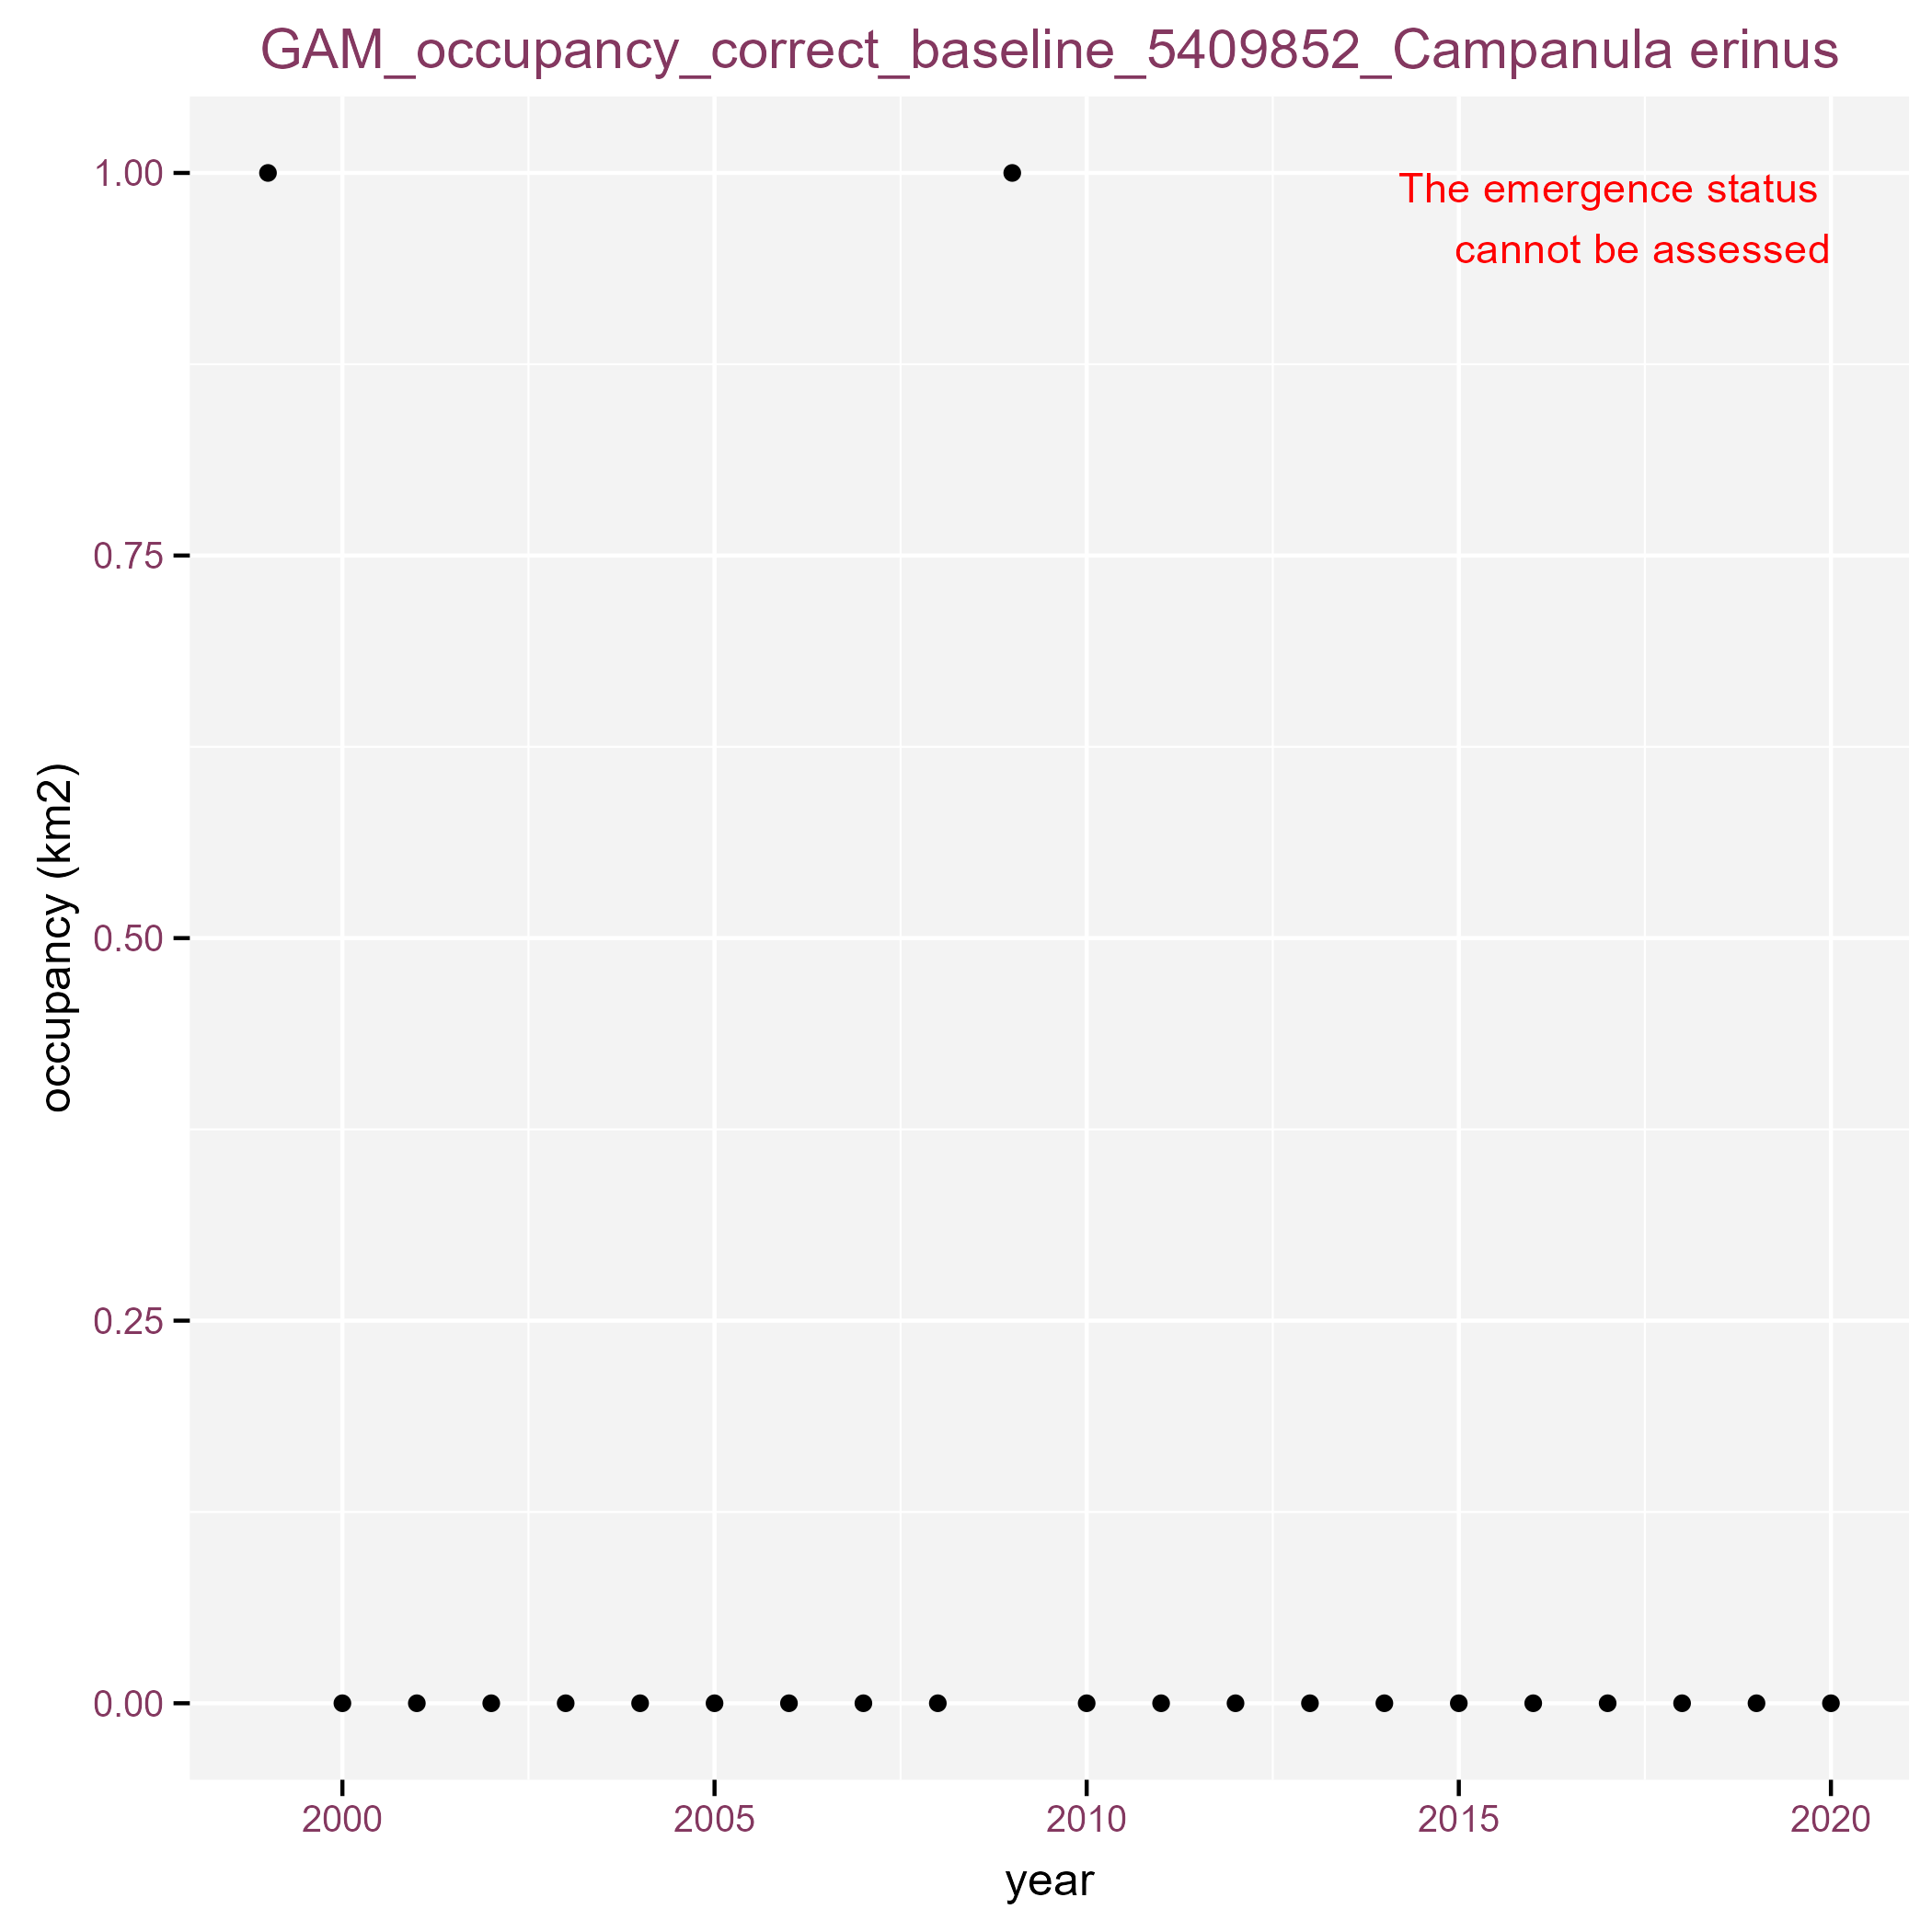 GAM_occupancy_correct_baseline_5409852_Campanula erinus
The emergence status
cannot be assessed
1.00
0.75
0.50
0.25
0.00
occupancy (km2)
2000
2005
2010
2015
2020
year